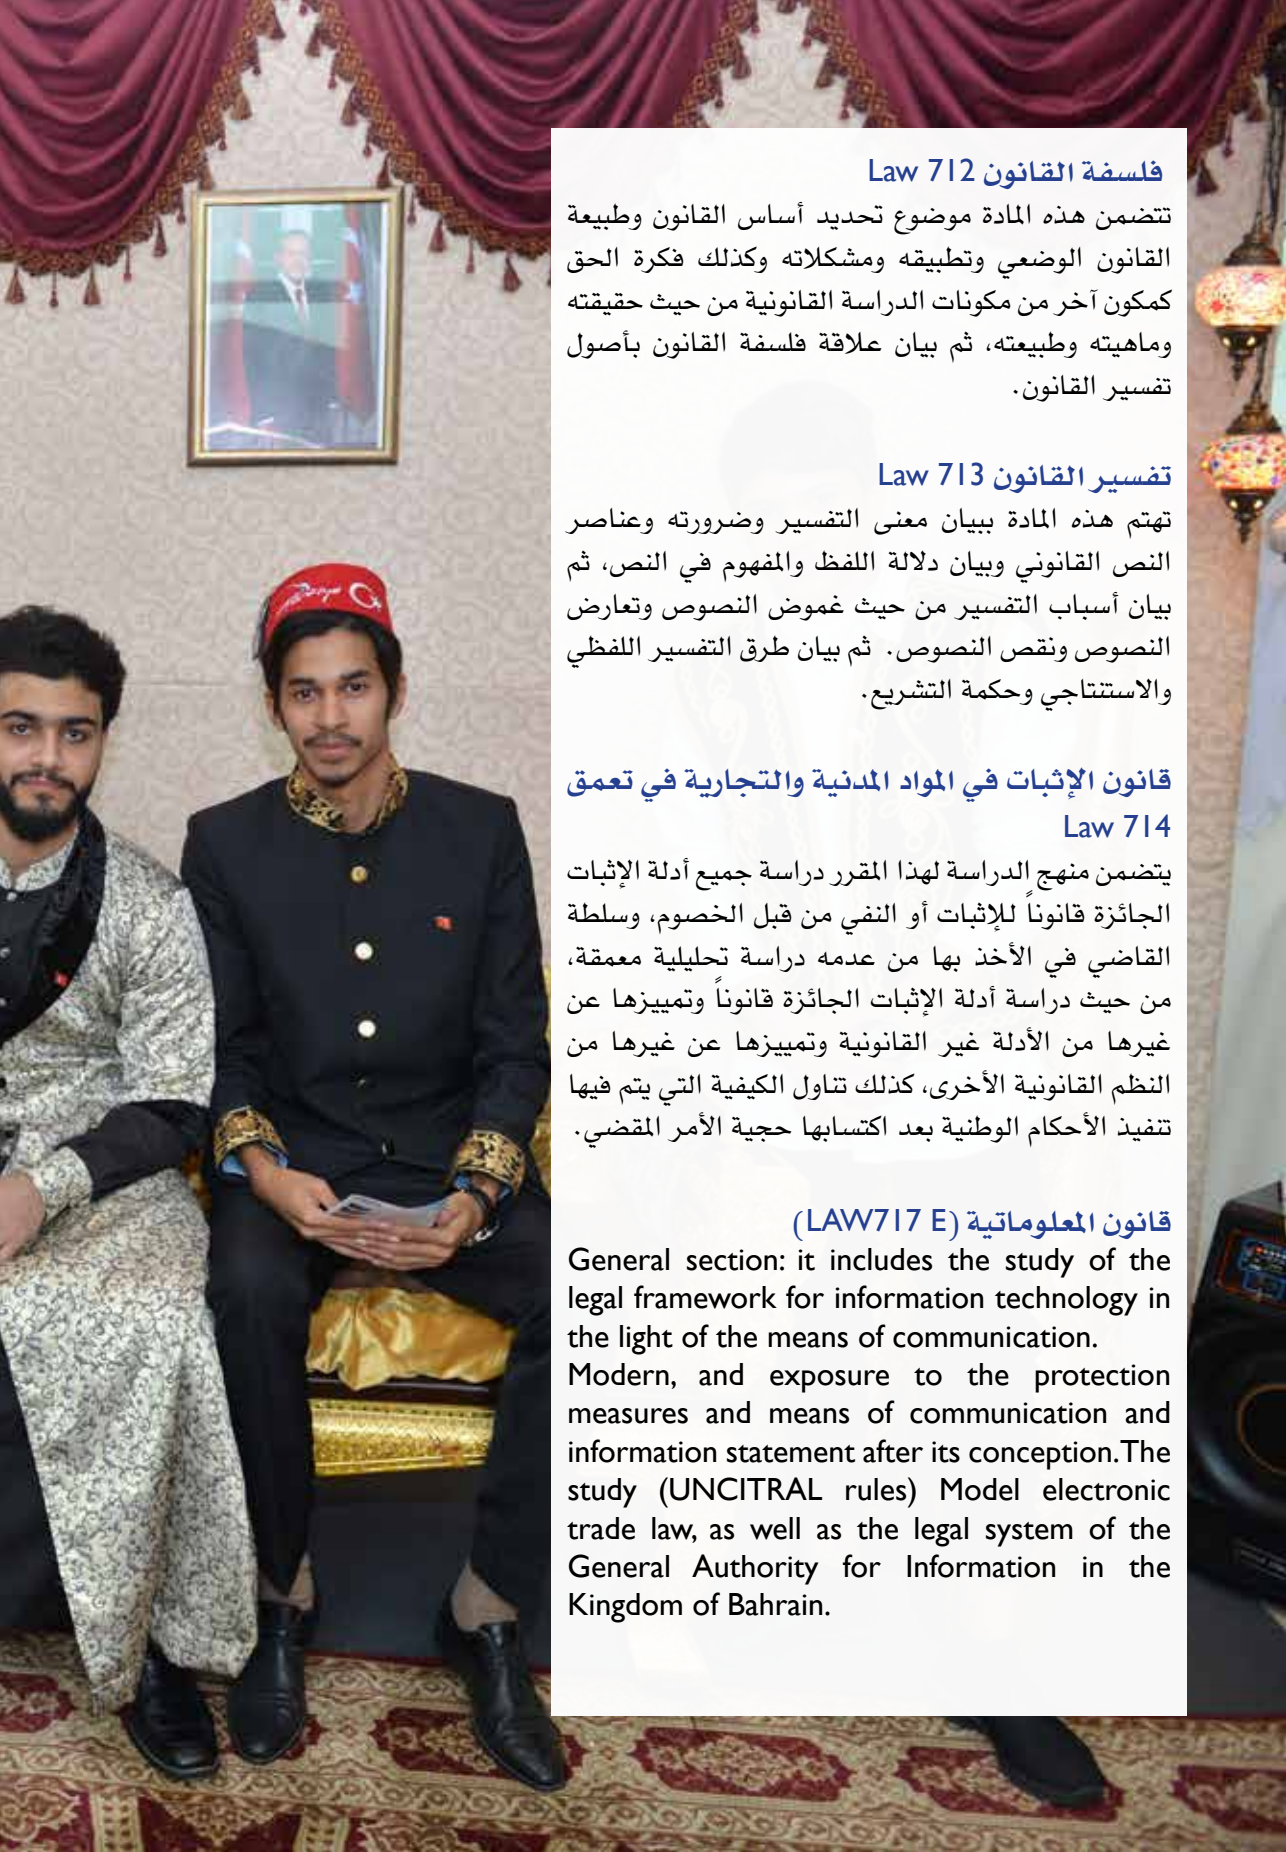 فلسفة القانون Law 712
تتضمن هذه المادة موضوع تحديد أساس القانون وطبيعة
القانون الوضعي وتطبيقه ومشكلاته وكذلك فكرة الحق
كمكون آخر من مكونات الدراسة القانونية من حيث حقيقته
وماهيته وطبيعته، ثم بيان علاقة فلسفة القانون بأصول
تفسير القانون.
تفسير القانون Law 713
تهتم هذه المادة ببيان معنى التفسير وضرورته وعناصر
النص القانوني وبيان دلالة اللفظ والمفهوم في النص، ثم
بيان أسباب التفسير من حيث غموض النصوص وتعارض
النصوص ونقص النصوص. ثم بيان طرق التفسير اللفظي
والاستنتاجي وحكمة التشريع.
قانون الإثبات في المواد المدنية والتجارية في تعمق
Law 714
يتضمن منهج الدراسة لهذا المقرر دراسة جميع أدلة الإثبات
الجائزة قانوناً للإثبات أو النفي من قبل الخصوم، وسلطة
القاضي في الأخذ بها من عدمه دراسة تحليلية معمقة،
من حيث دراسة أدلة الإثبات الجائزة قانوناً وتمييزها عن
غيرها من الأدلة غير القانونية وتمييزها عن غيرها من
النظم القانونية الأخرى، كذلك تناول الكيفية التي يتم فيها
تنفيذ الأحكام الوطنية بعد اكتسابها حجية الأمر المقضي.
قانون المعلوماتية (LAW717 E)
General section: it includes the study of the
legal framework for information technology in
the light of the means of communication.
Modern, and exposure to the protection
measures and means of communication and
information statement after its conception. The
study (UNCITRAL rules) Model electronic
trade law, as well as the legal system of the
General Authority for Information in the
Kingdom of Bahrain.